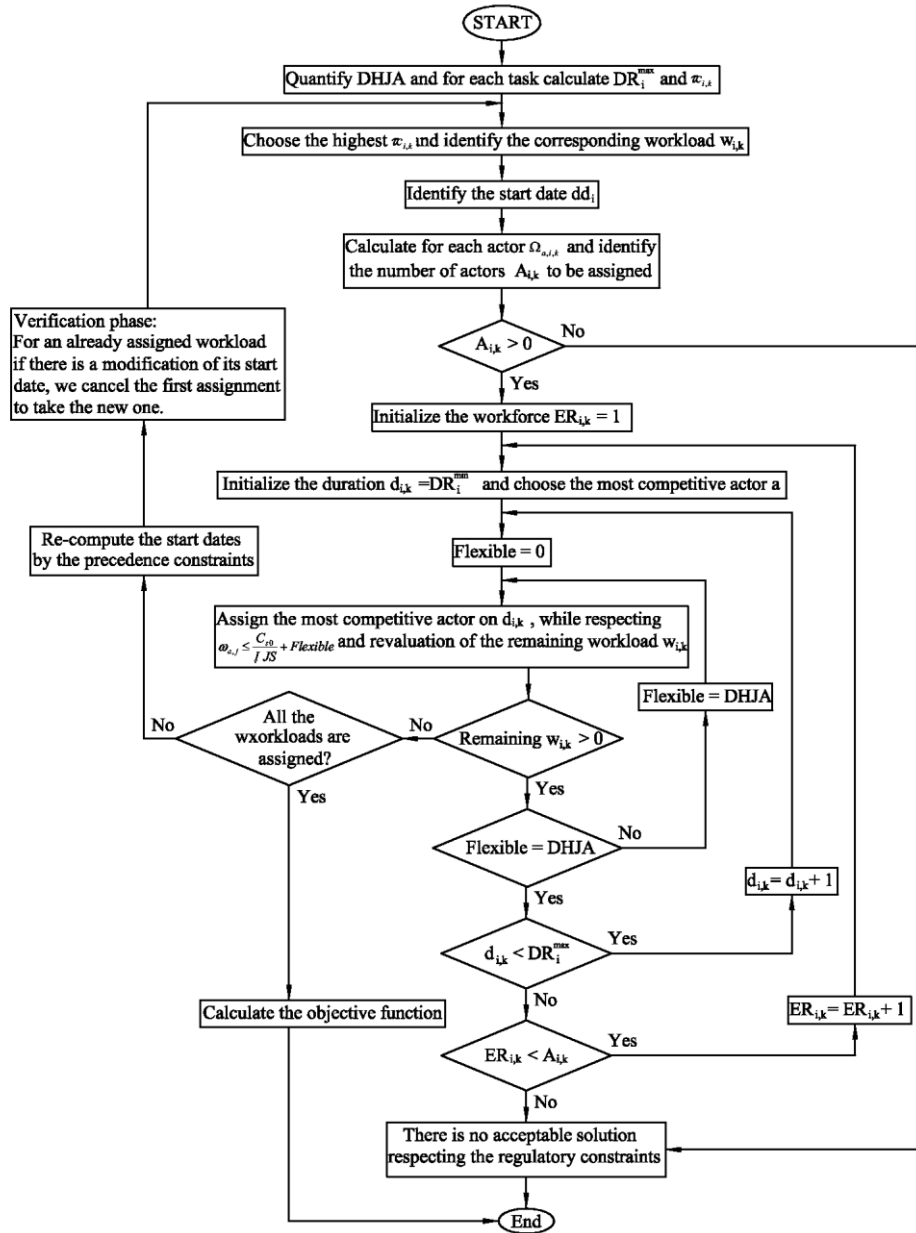 START
Quantify DHJA and for each task calculate DR_i^max and π_i,k
Choose the highest π_i,k und identify the corresponding workload w_i,k
Identify the start date dd_i
Calculate for each actor Ω_a,i,k and identify
the number of actors A_i,k to be assigned
Verification phase:
For an already assigned workload
if there is a modification of its start
date, we cancel the first assignment
to take the new one.
A_i,k > 0
No
Yes
Initialize the workforce ER_i,k = 1
Initialize the duration d_i,k =DR_i^min and choose the most competitive actor a
Re-compute the start dates
by the precedence constraints
Flexible = 0
Assign the most competitive actor on d_i,k , while respecting
ω_a,j ≤ C_s0 / JS + Flexible and revaluation of the remaining workload w_i,k
Flexible = DHJA
No
All the
wxorkloads are
assigned?
No
Remaining w_i,k > 0
Yes
Yes
Flexible = DHJA
No
d_i,k= d_i,k+ 1
Yes
d_i,k < DR_i^max
Yes
No
Calculate the objective function
ER_i,k= ER_i,k+ 1
ER_i,k < A_i,k
Yes
No
There is no acceptable solution
respecting the regulatory constraints
End